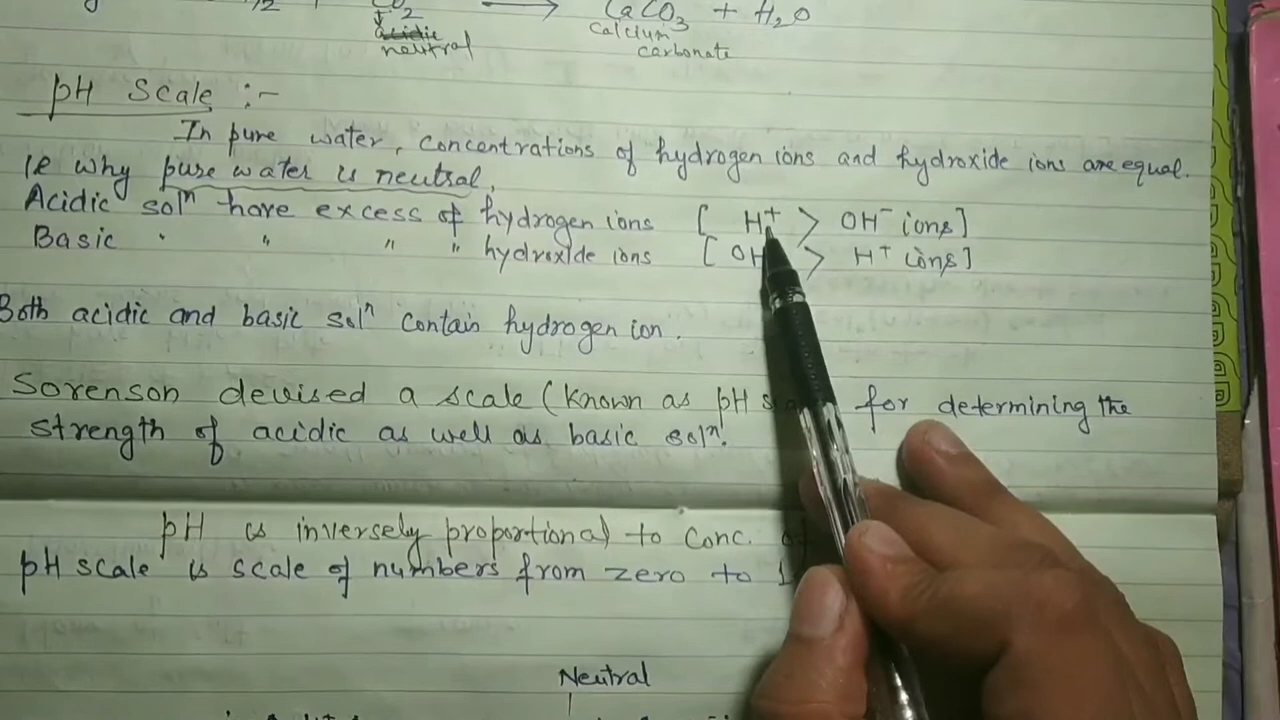 CO2 → CaCO3 + H2O
acidic calcium
neutral carbonate
pH Scale :-
In pure water, concentrations of hydrogen ions and hydroxide ions are equal.
ie why pure water is neutral.
Acidic solⁿ have excess of hydrogen ions [ H⁺ > OH⁻ ions]
Basic " " " " hydroxide ions [ OH > H⁺ ions]
Both acidic and basic solⁿ contain hydrogen ion.
Sorenson devised a scale (known as pH for determining the
strength of acidic as well as basic solⁿ.
pH is inversely proportional to conc.
pH scale is scale of numbers from zero to
Neutral